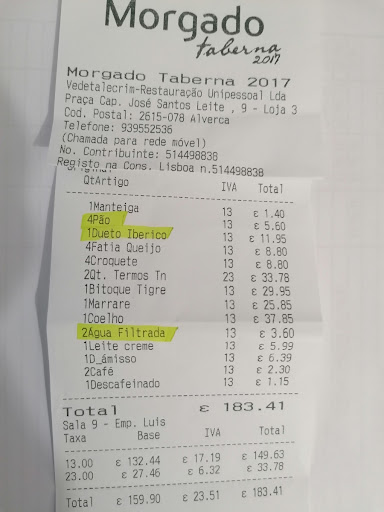 Morgado
taberna
2017
Morgado Taberna 2017
Vedetalecrim-Restauração Unipessoal Lda
Praça Cap. José Santos Leite , 9 - Loja 3
Cod. Postal: 2615-078 Alverca
Telefone: 939552536
(Chamada para rede móvel)
No. Contribuinte: 514498838
Registo na Cons. Lisboa n.514498838
Original
QtArtigo IVA Total
1Manteiga 13 £ 1.40
4Pão 13 £ 5.60
1Dueto Iberico 13 £ 11.95
4Fatia Queijo 13 £ 8.80
4Croquete 13 £ 8.80
2Qt. Termos Tn 23 £ 33.78
1Bitoque Tigre 13 £ 29.95
1Marrare 13 £ 25.85
1Coelho 13 £ 37.85
2Água Filtrada 13 £ 3.60
1Leite creme 13 £ 5.99
1D_ámisso 13 £ 6.39
2Café 13 £ 2.30
1Descafeinado 13 £ 1.15
Total £ 183.41
Sala 9 - Emp. Luis
Taxa Base IVA Total
13.00 £ 132.44 £ 17.19 £ 149.63
23.00 £ 27.46 £ 6.32 £ 33.78
Total £ 159.90 £ 23.51 £ 183.41